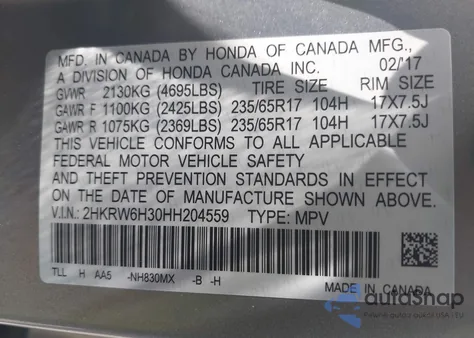 MFD. IN CANADA BY HONDA OF CANADA MFG.,
A DIVISION OF HONDA CANADA INC. 02/'17
GVWR 2130KG (4695LBS) TIRE SIZE RIM SIZE
GAWR F 1100KG (2425LBS) 235/65R17 104H 17X7.5J
GAWR R 1075KG (2369LBS) 235/65R17 104H 17X7.5J
THIS VEHICLE CONFORMS TO ALL APPLICABLE
FEDERAL MOTOR VEHICLE SAFETY
AND THEFT PREVENTION STANDARDS IN EFFECT
ON THE DATE OF MANUFACTURE SHOWN ABOVE.
V.I.N.: 2HKRW6H30HH204559 TYPE: MPV
TLL H AA5 -NH830MX -B -H
MADE IN CANADA
autoShap